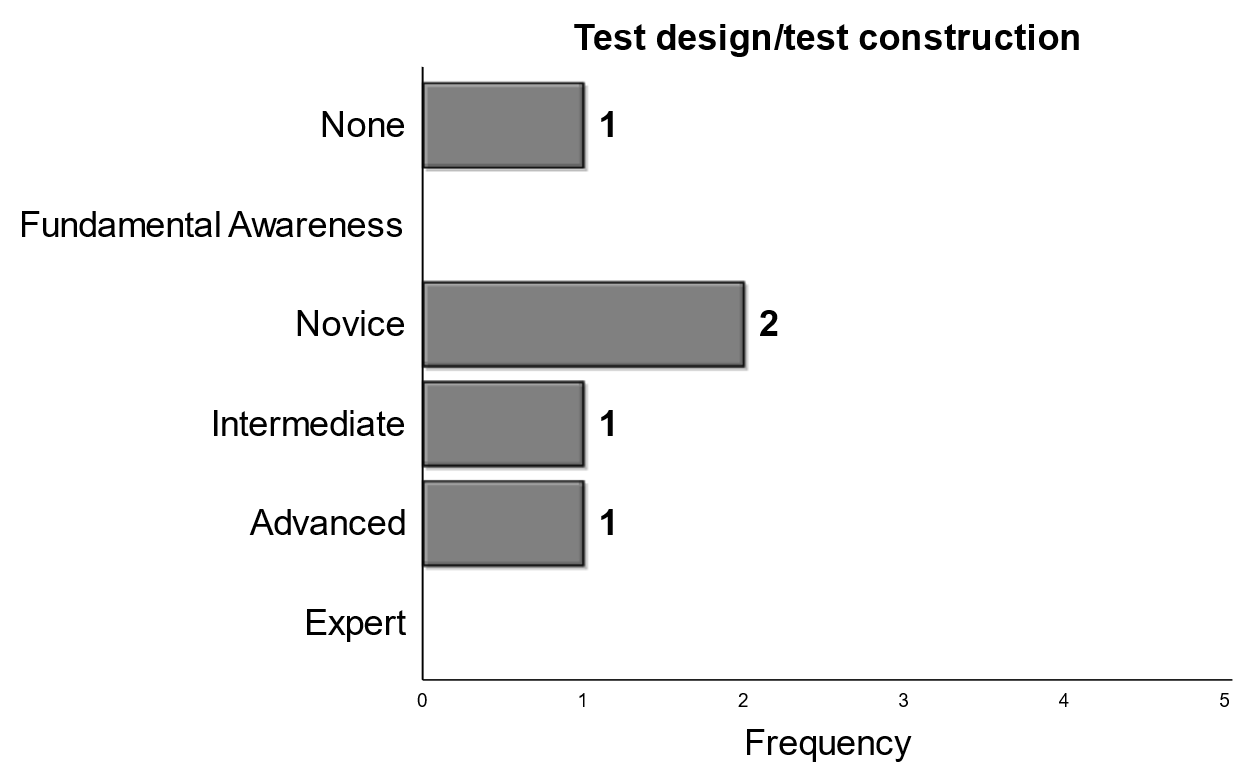 Test design/test construction
None 1
Fundamental Awareness
Novice 2
Intermediate 1
Advanced 1
Expert
0 1 2 3 4 5
Frequency